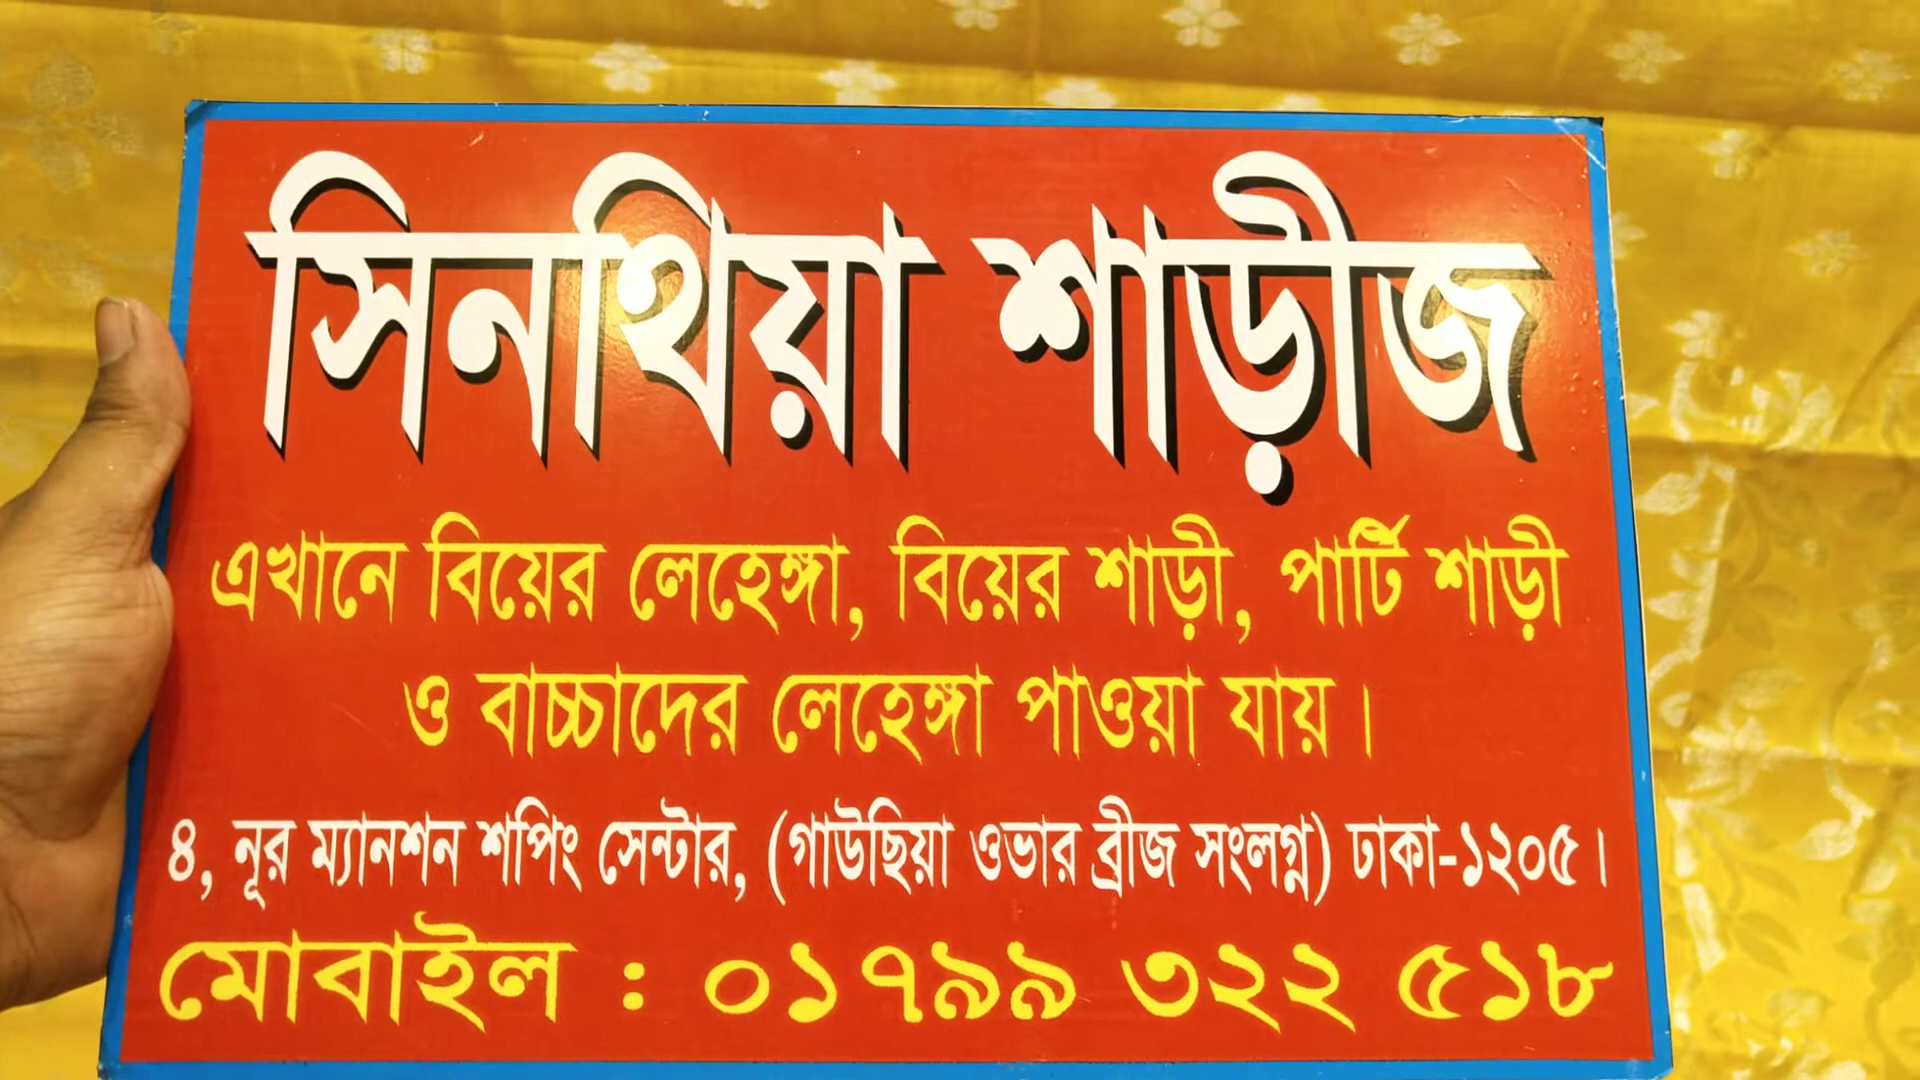 সিনথিয়া শাড়ীজ
এখানে বিয়ের লেহেঙ্গা, বিয়ের শাড়ী, পার্টি শাড়ী
ও বাচ্চাদের লেহেঙ্গা পাওয়া যায়।
৪, নূর ম্যানশন শপিং সেন্টার, (গাউছিয়া ওভার ব্রীজ সংলগ্ন) ঢাকা-১২০৫।
মোবাইল : ০১৭৯৯ ৩২২ ৫১৮